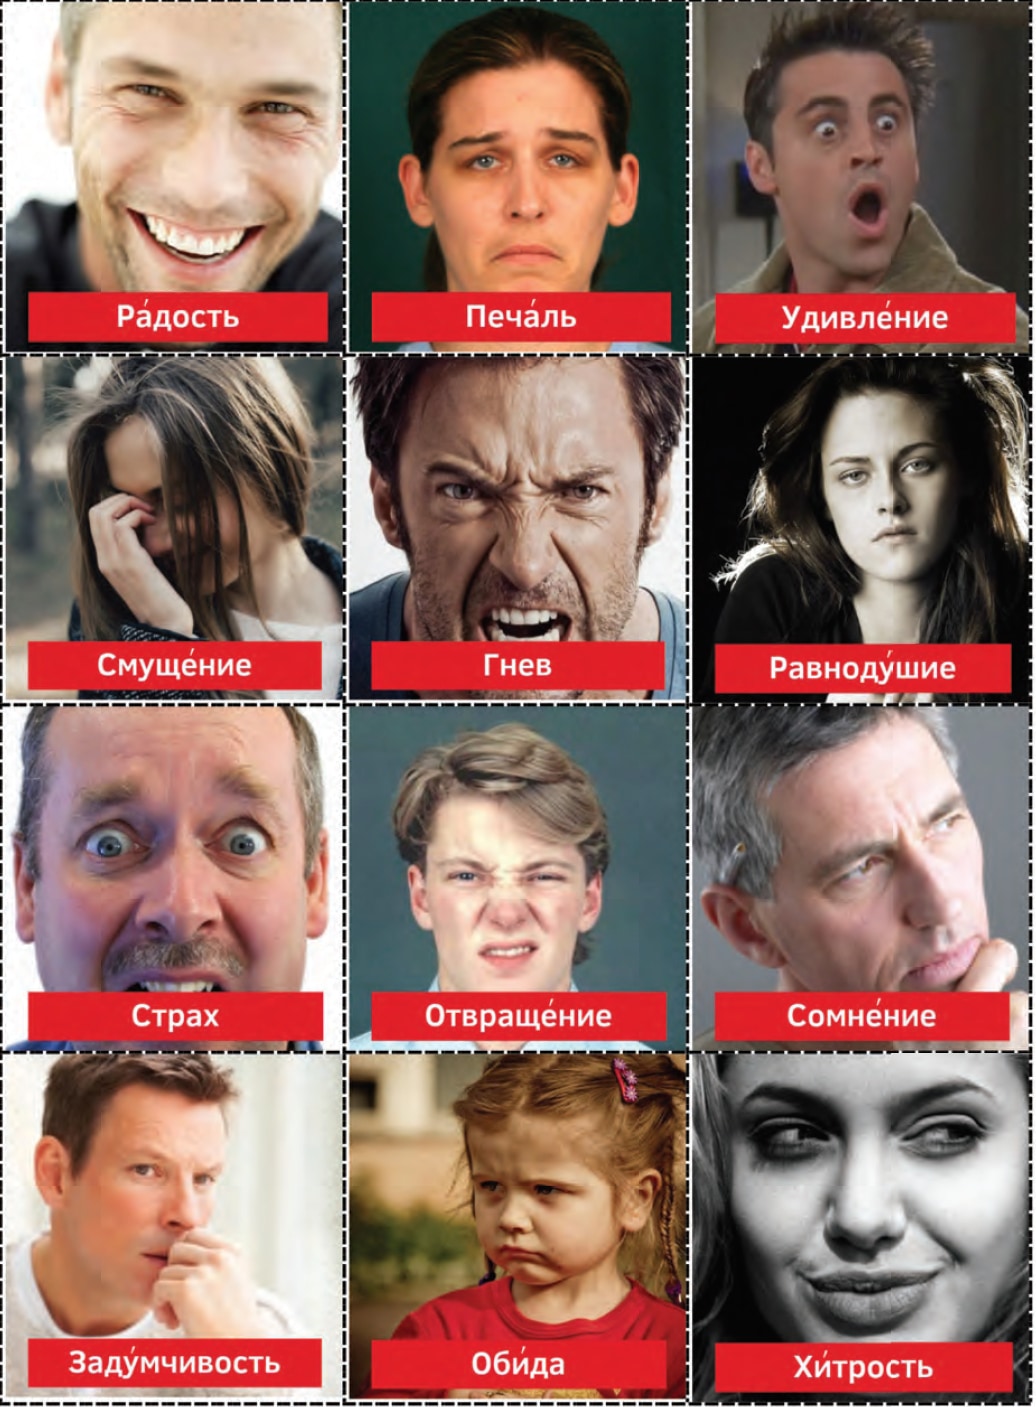 Ра́дость
Печа́ль
Удивле́ние
Смуще́ние
Гнев
Равноду́шие
Страх
Отвраще́ние
Сомне́ние
Заду́мчивость
Оби́да
Хи́трость